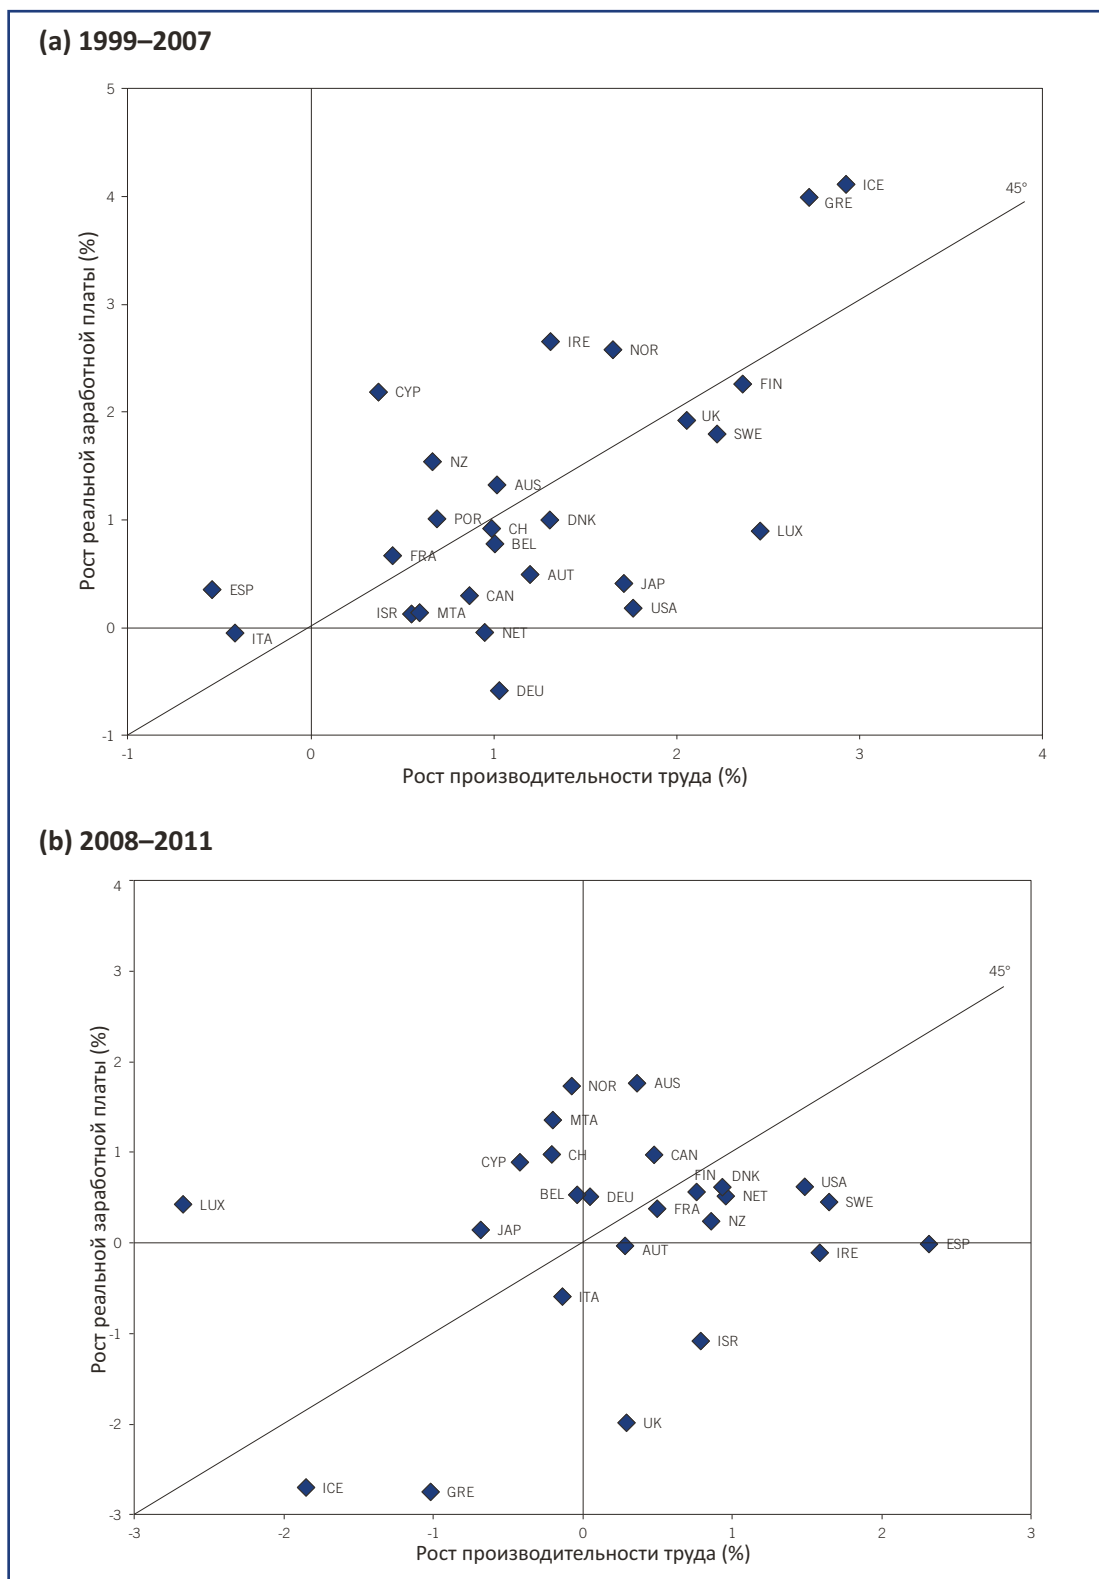 (a) 1999–2007
5
4
3
2
1
0
-1
Рост реальной заработной платы (%)
45°
ICE
GRE
IRE
NOR
CYP
FIN
UK
SWE
NZ
AUS
POR
CH
DNK
LUX
BEL
FRA
AUT
JAP
ESP
CAN
ISR
MTA
USA
ITA
NET
DEU
-1
0
1
2
3
4
Рост производительности труда (%)
(b) 2008–2011
4
3
2
1
0
-1
-2
-3
Рост реальной заработной платы (%)
45°
NOR
AUS
MTA
CH
CAN
CYP
FIN
DNK
USA
BEL
DEU
NET
SWE
LUX
FRA
NZ
JAP
AUT
IRE
ESP
ITA
ISR
UK
ICE
GRE
-3
-2
-1
0
1
2
3
Рост производительности труда (%)